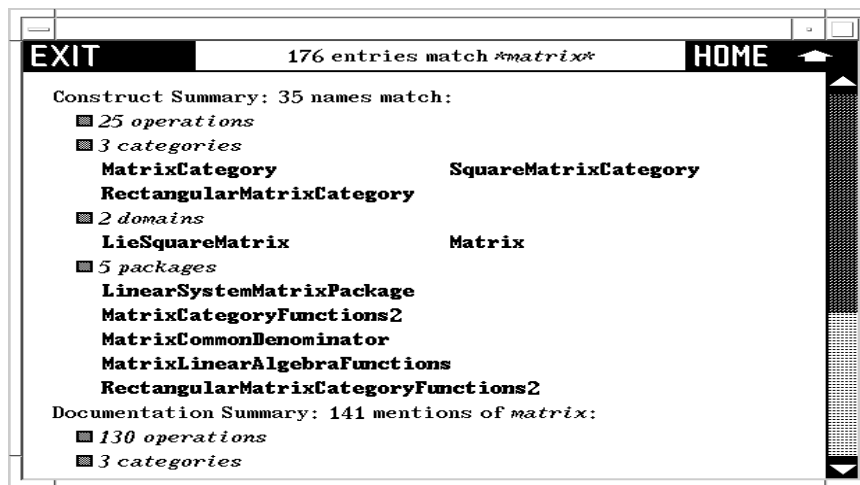 EXIT 176 entries match *matrix* HOME
Construct Summary: 35 names match:
25 operations
3 categories
MatrixCategory SquareMatrixCategory
RectangularMatrixCategory
2 domains
LieSquareMatrix Matrix
5 packages
LinearSystemMatrixPackage
MatrixCategoryFunctions2
MatrixCommonDenominator
MatrixLinearAlgebraFunctions
RectangularMatrixCategoryFunctions2
Documentation Summary: 141 mentions of matrix:
130 operations
3 categories